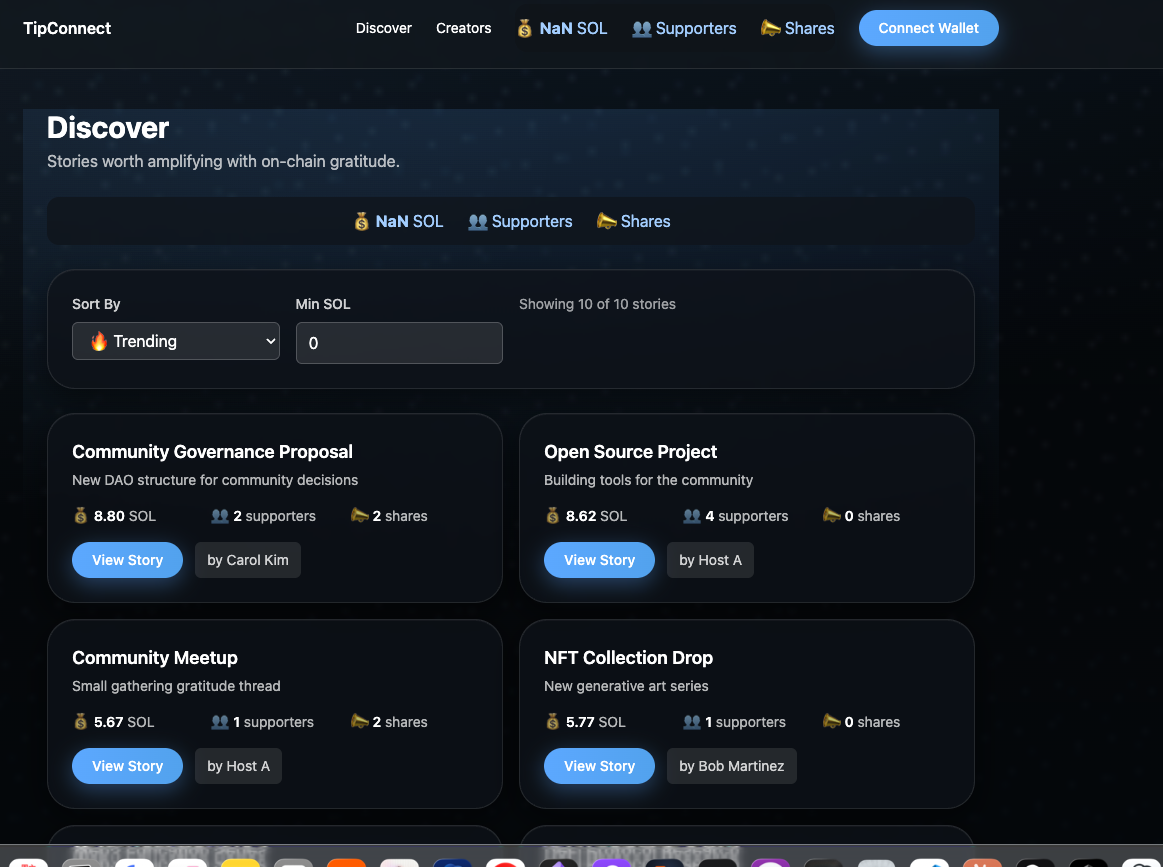 TipConnect Discover Creators 💰 NaN SOL 👥 Supporters 📣 Shares Connect Wallet
Discover
Stories worth amplifying with on-chain gratitude.
💰 NaN SOL 👥 Supporters 📣 Shares
Sort By Min SOL Showing 10 of 10 stories
🔥 Trending 0
Community Governance Proposal
New DAO structure for community decisions
💰 8.80 SOL 👥 2 supporters 📣 2 shares
View Story by Carol Kim
Open Source Project
Building tools for the community
💰 8.62 SOL 👥 4 supporters 📣 0 shares
View Story by Host A
Community Meetup
Small gathering gratitude thread
💰 5.67 SOL 👥 1 supporters 📣 2 shares
View Story by Host A
NFT Collection Drop
New generative art series
💰 5.77 SOL 👥 1 supporters 📣 0 shares
View Story by Bob Martinez